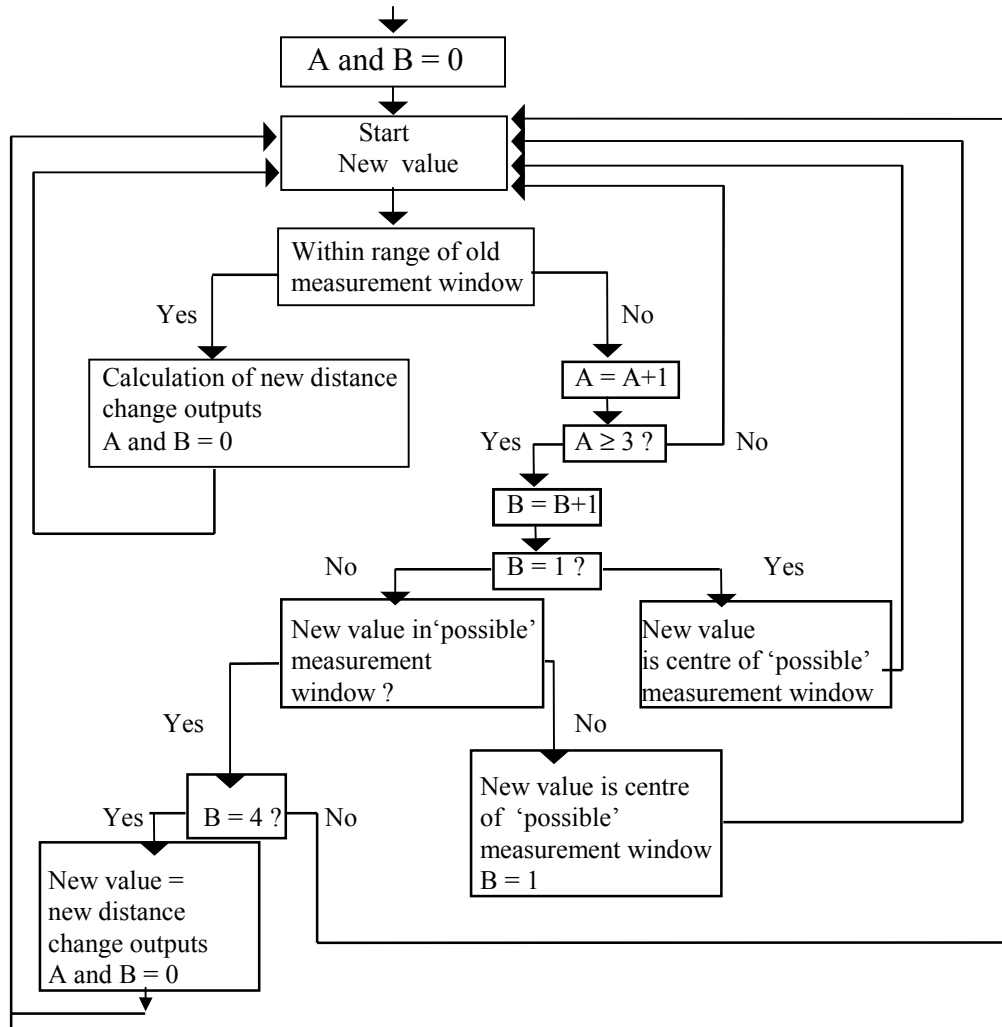 A and B = 0
Start
New value
Within range of old
measurement window
Yes
No
Calculation of new distance
change outputs
A and B = 0
A = A+1
Yes
A ≥ 3 ?
No
B = B+1
No
B = 1 ?
Yes
New value in‘possible’
measurement
window ?
New value
is centre of ‘possible’
measurement window
Yes
No
New value is centre
of ‘possible’
measurement window
B = 1
Yes
B = 4 ?
No
New value =
new distance
change outputs
A and B = 0